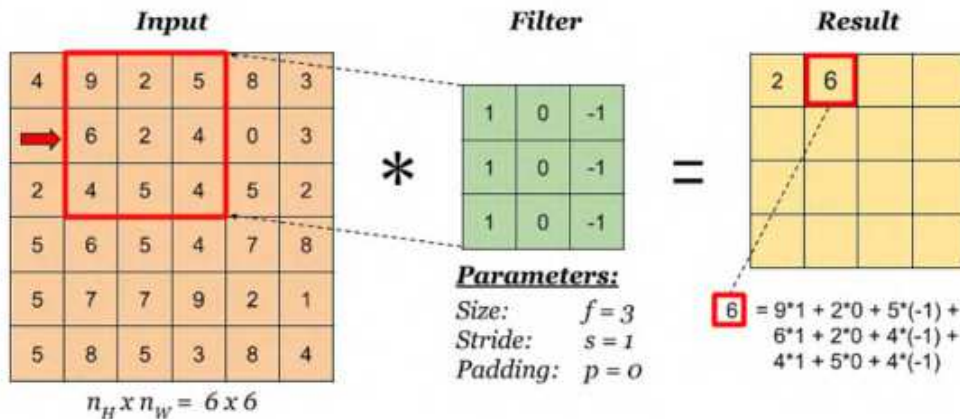 Input
Filter
Result
4 9 2 5 8 3
6 2 4 0 3
2 4 5 4 5 2
5 6 5 4 7 8
5 7 7 9 2 1
5 8 5 3 8 4
n_H x n_W = 6 x 6
*
1 0 -1
1 0 -1
1 0 -1
Parameters:
Size: f = 3
Stride: s = 1
Padding: p = 0
=
2 6
6 = 9*1 + 2*0 + 5*(-1) +
6*1 + 2*0 + 4*(-1) +
4*1 + 5*0 + 4*(-1)